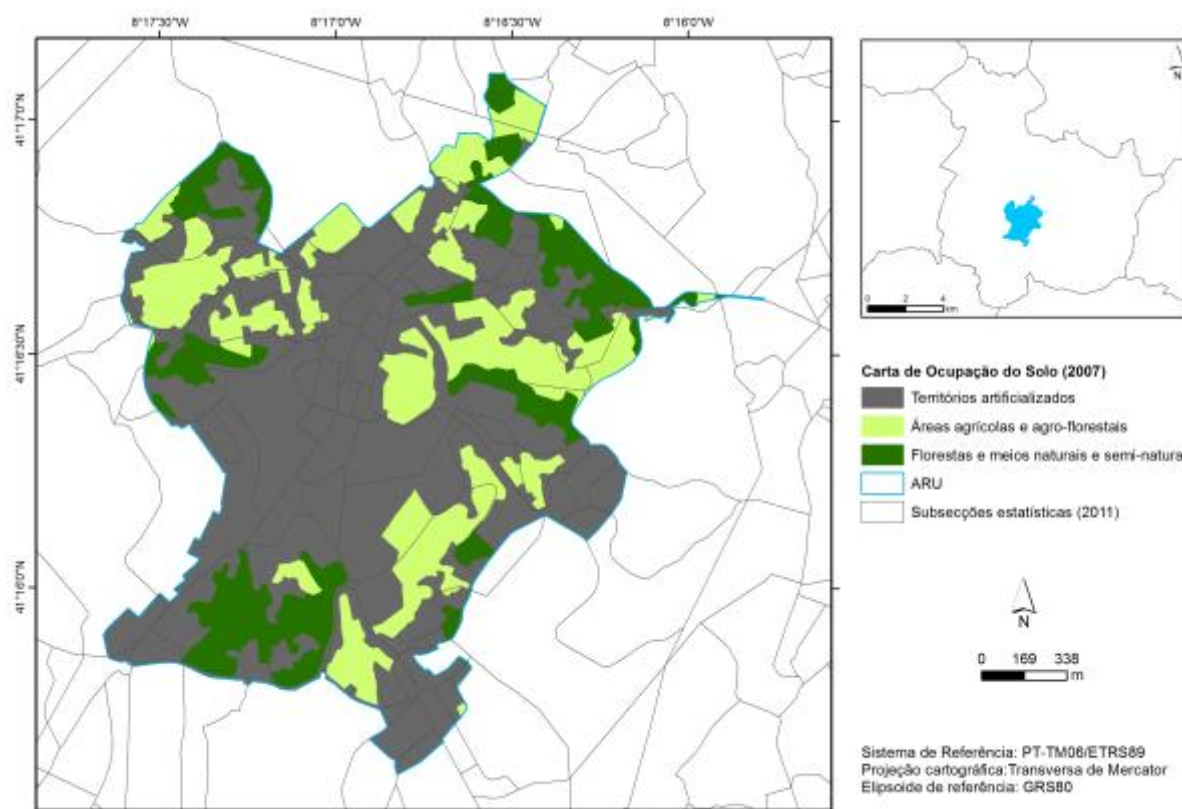 8°17'30"W 8°17'0"W 8°16'30"W 8°16'0"W
41°17'0"N
41°16'30"N
41°16'0"N
N
0 2 4
km
Carta de Ocupação do Solo (2007)
Territórios artificializados
Áreas agrícolas e agro-florestais
Florestas e meios naturais e semi-natura
ARU
Subsecções estatísticas (2011)
N
0 169 338
m
Sistema de Referência: PT-TM06/ETRS89
Projeção cartográfica:Transversa de Mercator
Elipsoide de referência: GRS80